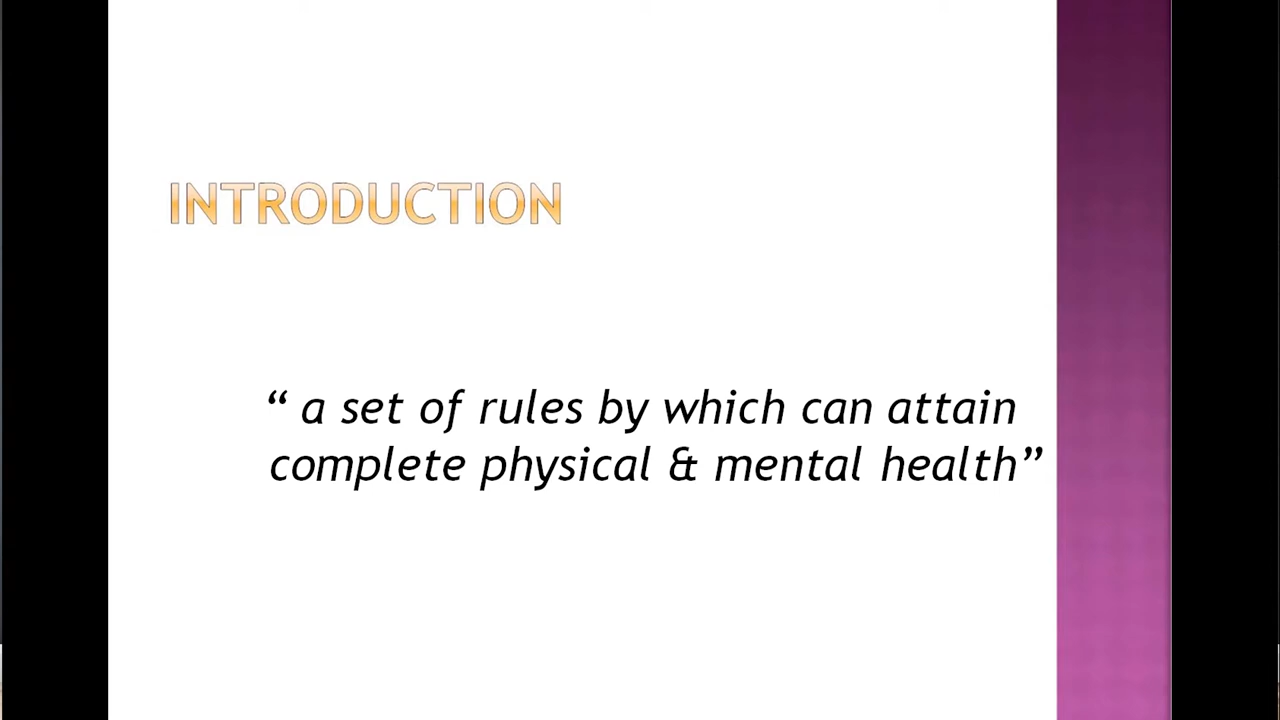 INTRODUCTION
“ a set of rules by which can attain
complete physical & mental health”